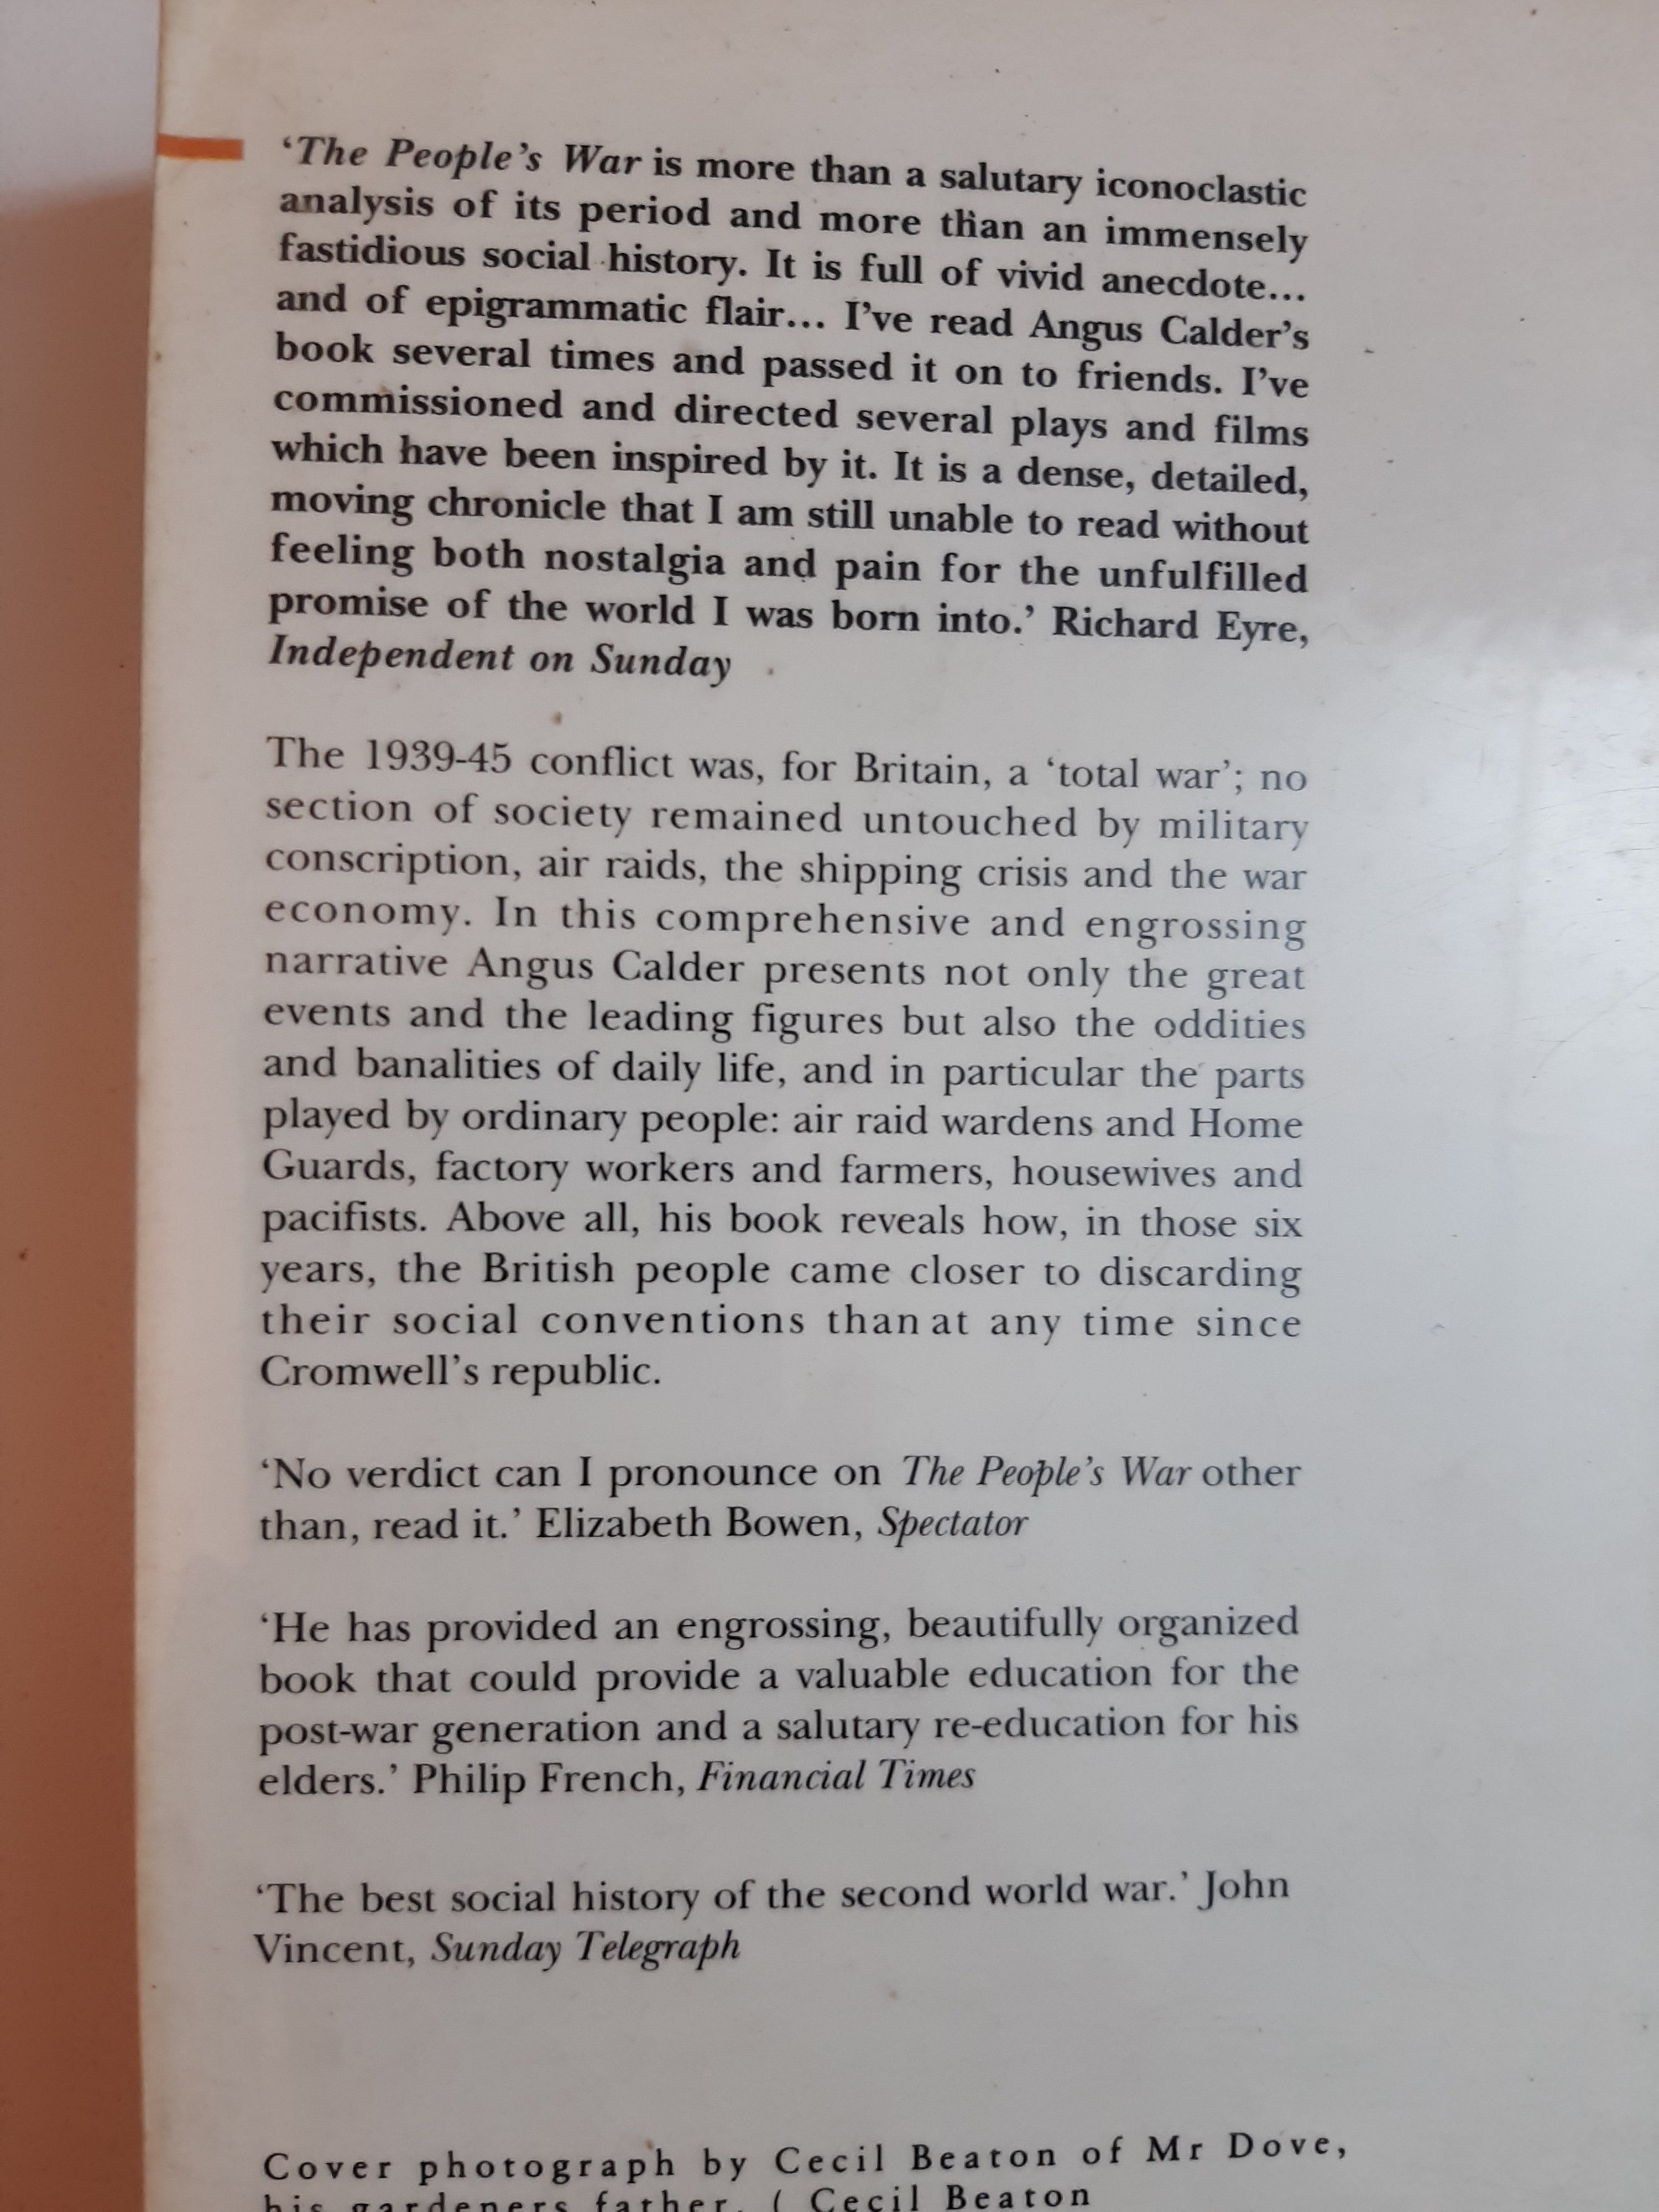 ‘The People’s War is more than a salutary iconoclastic
analysis of its period and more than an immensely
fastidious social history. It is full of vivid anecdote...
and of epigrammatic flair... I’ve read Angus Calder’s
book several times and passed it on to friends. I’ve
commissioned and directed several plays and films
which have been inspired by it. It is a dense, detailed,
moving chronicle that I am still unable to read without
feeling both nostalgia and pain for the unfulfilled
promise of the world I was born into.’ Richard Eyre,
Independent on Sunday
The 1939-45 conflict was, for Britain, a ‘total war’; no
section of society remained untouched by military
conscription, air raids, the shipping crisis and the war
economy. In this comprehensive and engrossing
narrative Angus Calder presents not only the great
events and the leading figures but also the oddities
and banalities of daily life, and in particular the parts
played by ordinary people: air raid wardens and Home
Guards, factory workers and farmers, housewives and
pacifists. Above all, his book reveals how, in those six
years, the British people came closer to discarding
their social conventions than at any time since
Cromwell’s republic.
‘No verdict can I pronounce on The People’s War other
than, read it.’ Elizabeth Bowen, Spectator
‘He has provided an engrossing, beautifully organized
book that could provide a valuable education for the
post-war generation and a salutary re-education for his
elders.’ Philip French, Financial Times
‘The best social history of the second world war.’ John
Vincent, Sunday Telegraph
Cover photograph by Cecil Beaton of Mr Dove,
his gardeners father. ( Cecil Beaton